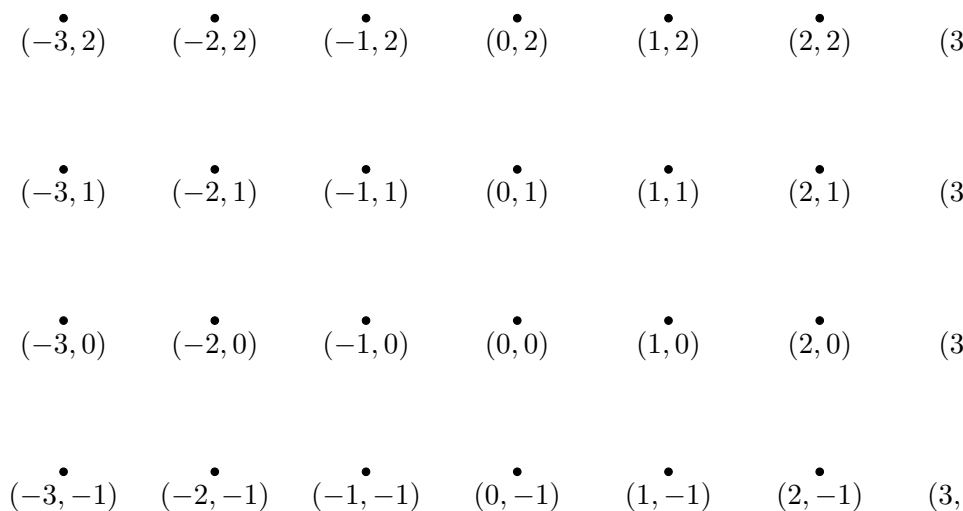 (−3, 2) (−2, 2) (−1, 2) (0, 2) (1, 2) (2, 2) (3
(−3, 1) (−2, 1) (−1, 1) (0, 1) (1, 1) (2, 1) (3
(−3, 0) (−2, 0) (−1, 0) (0, 0) (1, 0) (2, 0) (3
(−3, −1) (−2, −1) (−1, −1) (0, −1) (1, −1) (2, −1) (3,